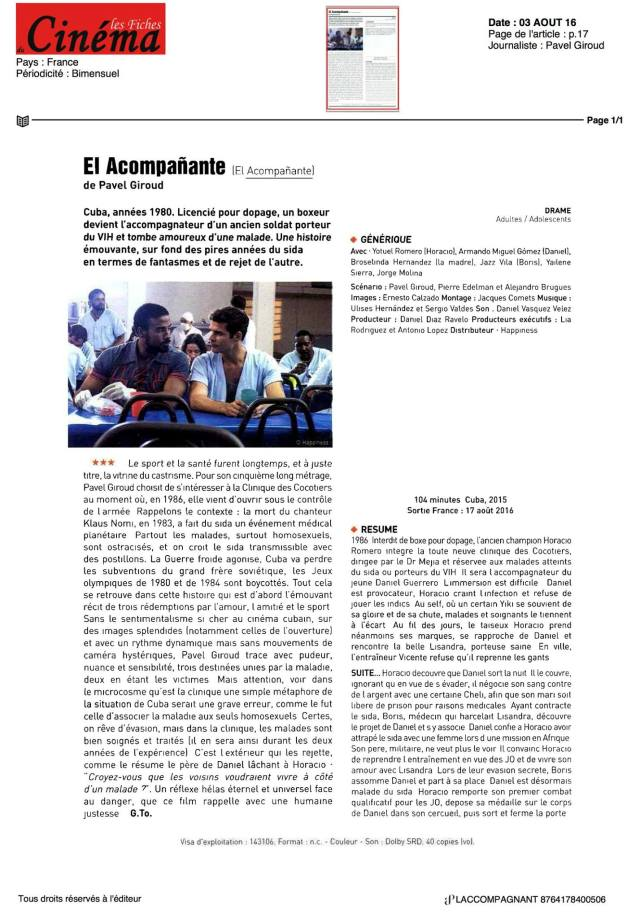 les Fiches
du Cinéma
Pays : France
Périodicité : Bimensuel
Date : 03 AOUT 16
Page de l'article : p.17
Journaliste : Pavel Giroud
Page 1/1
El Acompañante (El Acompañante)
de Pavel Giroud
Cuba, années 1980. Licencié pour dopage, un boxeur
devient l'accompagnateur d'un ancien soldat porteur
du VIH et tombe amoureux d'une malade. Une histoire
émouvante, sur fond des pires années du sida
en termes de fantasmes et de rejet de l'autre.
© Happiness
★★★ Le sport et la santé furent longtemps, et à juste
titre, la vitrine du castrisme. Pour son cinquième long métrage,
Pavel Giroud choisit de s'intéresser à la Clinique des Cocotiers
au moment où, en 1986, elle vient d'ouvrir sous le contrôle
de l armée Rappelons le contexte : la mort du chanteur
Klaus Nomi, en 1983, a fait du sida un événement médical
planétaire Partout les malades, surtout homosexuels,
sont ostracisés, et on croit le sida transmissible avec
des postillons. La Guerre froide agonise, Cuba va perdre
les subventions du grand frère soviétique, les Jeux
olympiques de 1980 et de 1984 sont boycottés. Tout cela
se retrouve dans cette histoire qui est d'abord l'émouvant
récit de trois rédemptions par l'amour, l amitié et le sport
Sans le sentimentalisme si cher au cinéma cubain, sur
des images splendides (notamment celles de l'ouverture)
et avec un rythme dynamique mais sans mouvements de
caméra hystériques, Pavel Giroud trace avec pudeur,
nuance et sensibilité, trois destinées unies par la maladie,
deux en étant les victimes Mais attention, voir dans
le microcosme qu'est la clinique une simple métaphore de
la situation de Cuba serait une grave erreur, comme le fut
celle d'associer la maladie aux seuls homosexuels Certes,
on rêve d'évasion, mais dans la clinique, les malades sont
bien soignés et traités (il en sera ainsi durant les deux
années de l'expérience) C'est l extérieur qui les rejette,
comme le résume le père de Daniel lâchant à Horacio ·
"Croyez-vous que les voisins voudraient vivre à côté
d'un malade ?". Un réflexe hélas éternel et universel face
au danger, que ce film rappelle avec une humaine
justesse G.To.
DRAME
Adultes / Adolescents
◆ GÉNÉRIQUE
Avec · Yotuel Romero (Horacio), Armando Miguel Gómez (Daniel),
Broselinda Hernandez (la madre), Jazz Vila (Boris), Yailene
Sierra, Jorge Molina
Scénario : Pavel Giroud, Pierre Edelman et Alejandro Brugues
Images : Ernesto Calzado Montage : Jacques Comets Musique :
Ulises Hernández et Sergio Valdes Son . Daniel Vasquez Velez
Producteur : Daniel Diaz Ravelo Producteurs exécutifs : Lia
Rodriguez et Antonio Lopez Distributeur · Happiness
104 minutes Cuba, 2015
Sortie France : 17 août 2016
◆ RESUME
1986 Interdit de boxe pour dopage, l'ancien champion Horacio
Romero intègre la toute neuve clinique des Cocotiers,
dirigee par le Dr Mejia et réservee aux malades atteints
du sida ou porteurs du VIH Il sera l accompagnateur du
jeune Daniel Guerrero L immersion est difficile Daniel
est provocateur, Horacio craint l infection et refuse de
jouer les indics Au self, où un certain Yiki se souvient de
sa gloire et de sa chute, malades et soignants le tiennent
à l'écart Au fil des jours, le taiseux Horacio prend
néanmoins ses marques, se rapproche de Daniel et
rencontre la belle Lisandra, porteuse saine En ville,
l'entraîneur Vicente refuse qu'il reprenne les gants
SUITE... Horacio decouvre que Daniel sort la nuit Il le couvre,
ignorant qu en vue de s évader, il négocie son sang contre
de l argent avec une certaine Cheli, afin que son mari soit
libere de prison pour raisons medicales Ayant contracte
le sida, Boris, médecin qui harcelait Lisandra, découvre
le projet de Daniel et s y associe Daniel confie a Horacio avoir
attrapé le sida avec une femme lors d une mission en Afrique
Son pere, militaire, ne veut plus le voir Il convainc Horacio
de reprendre l entraînement en vue des JO et de vivre son
amour avec Lisandra Lors de leur evasion secrete, Boris
assomme Daniel et part à sa place Daniel est désormais
malade du sida Horacio remporte son premier combat
qualificatif pour les JO, depose sa médaille sur le corps
de Daniel dans son cercueil, puis sort et ferme la porte
Visa d'exploitation : 143106, Format : n.c. - Couleur - Son : Dolby SRD, 40 copies (vo).
Tous droits réservés à l'éditeur
LACCOMPAGNANT 8764178400506